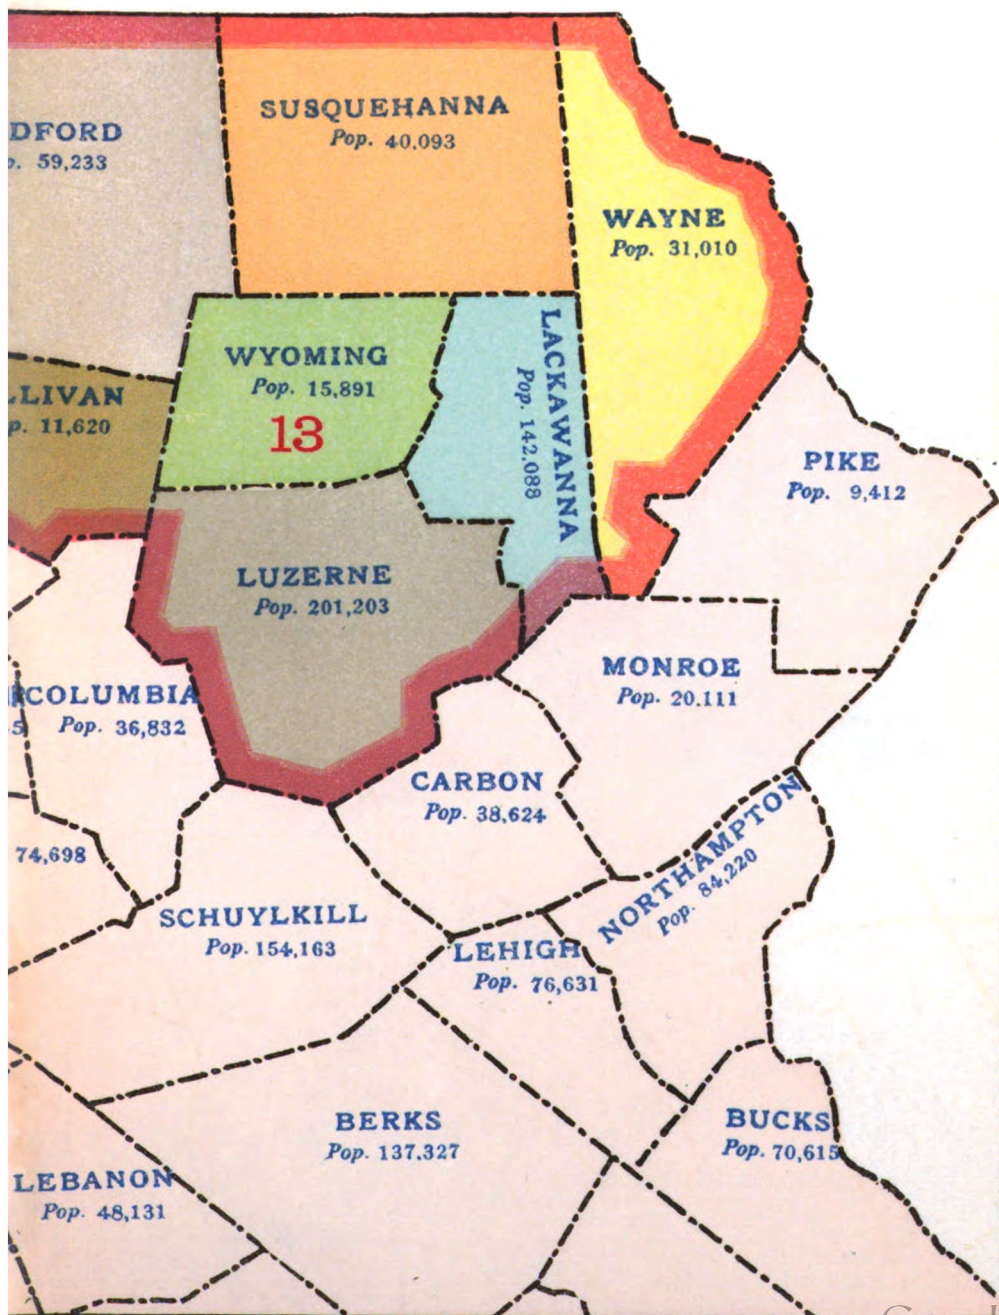 DFORD
59,233
SUSQUEHANNA
Pop. 40,093
WAYNE
Pop. 31,010
WYOMING
Pop. 15,891
13
LACKAWANNA
Pop. 142.088
LLIVAN
p. 11,620
PIKE
Pop. 9,412
LUZERNE
Pop. 201,203
COLUMBIA
5 Pop. 36,832
MONROE
Pop. 20.111
CARBON
Pop. 38,624
74,698
NORTHAMPTON
Pop. 84,220
SCHUYLKILL
Pop. 154,163
LEHIGH
Pop. 76,631
BERKS
Pop. 137,327
BUCKS
Pop. 70,615
LEBANON
Pop. 48,131